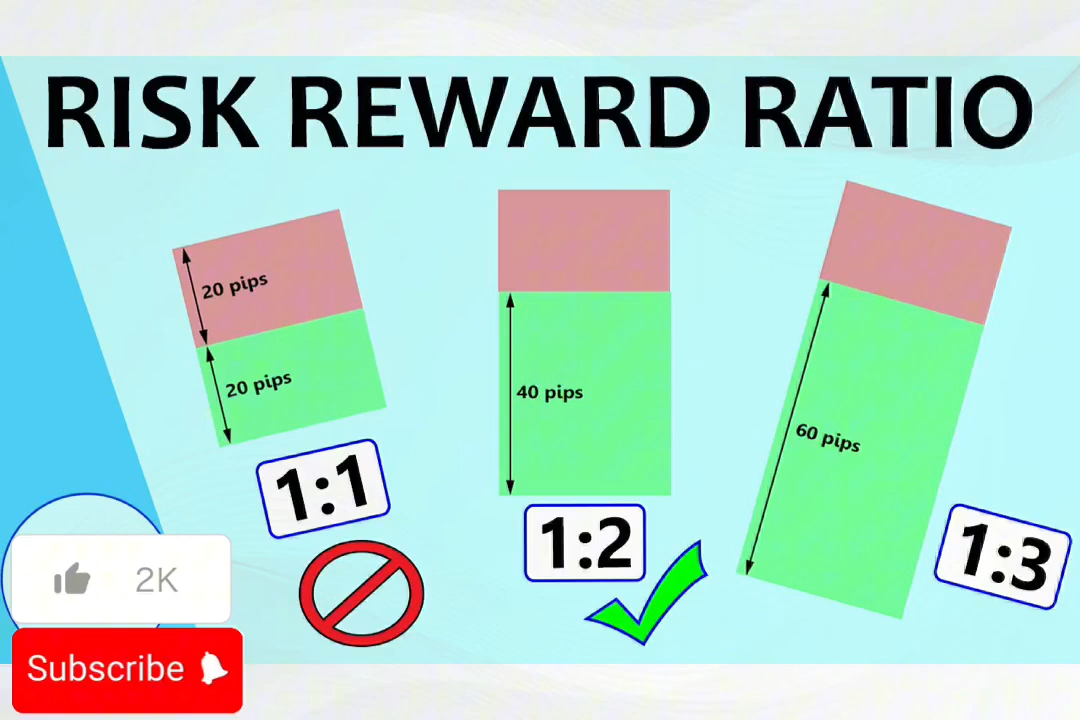 RISK REWARD RATIO
20 pips
20 pips
1:1
40 pips
1:2
60 pips
1:3
2K
Subscribe